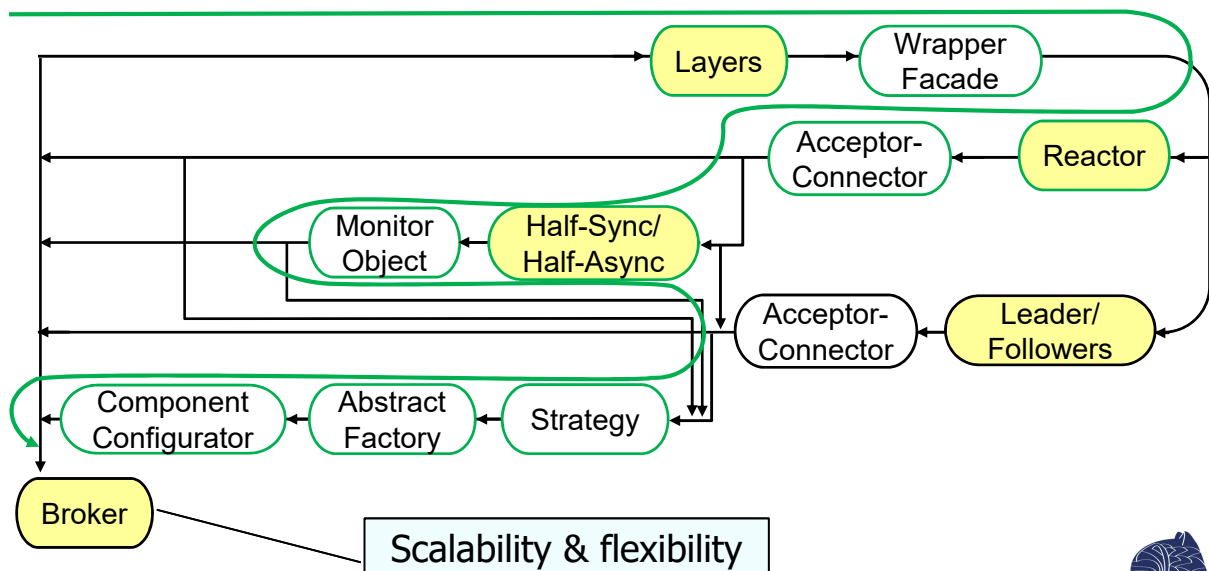 Layers
Wrapper
Facade
Acceptor-
Connector
Reactor
Monitor
Object
Half-Sync/
Half-Async
Acceptor-
Connector
Leader/
Followers
Component
Configurator
Abstract
Factory
Strategy
Broker
Scalability & flexibility